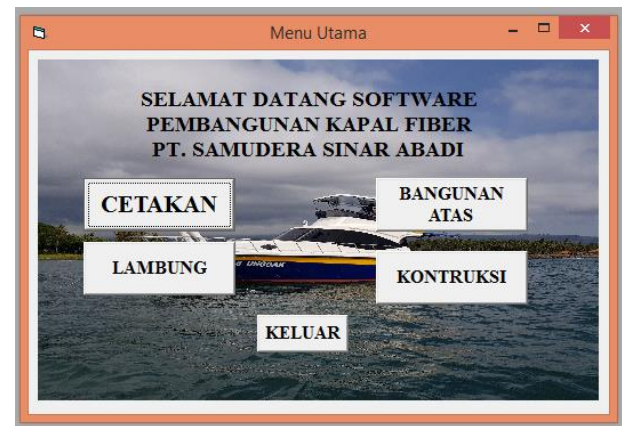 Menu Utama
SELAMAT DATANG SOFTWARE
PEMBANGUNAN KAPAL FIBER
PT. SAMUDERA SINAR ABADI
CETAKAN
BANGUNAN
ATAS
LAMBUNG
KONTRUKSI
KELUAR